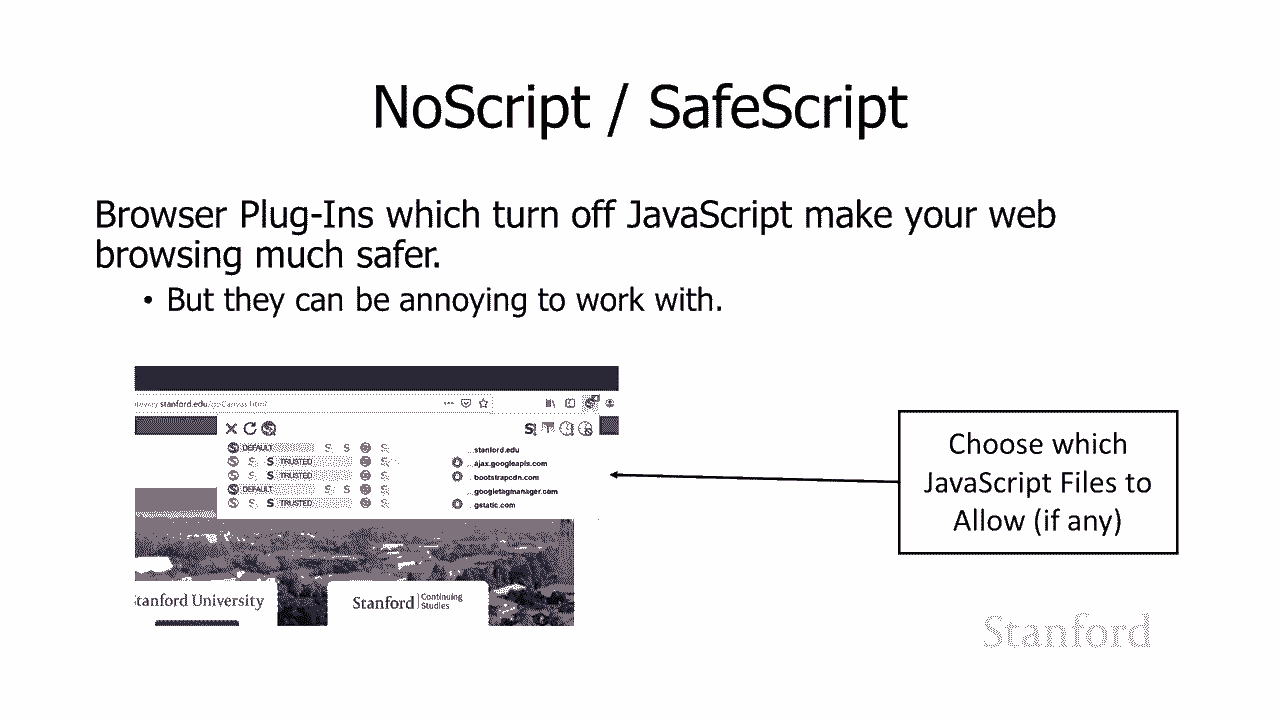 NoScript / SafeScript
Browser Plug-Ins which turn off JavaScript make your web
browsing much safer.
• But they can be annoying to work with.
stanford.edu
DEFAULT
...stanford.edu
TRUSTED
...ajax.googleapis.com
TRUSTED
...bootstrapcdn.com
DEFAULT
...googletagmanager.com
TRUSTED
...gstatic.com
Stanford University
Stanford
Continuing
Studies
Choose which
JavaScript Files to
Allow (if any)
Stanford